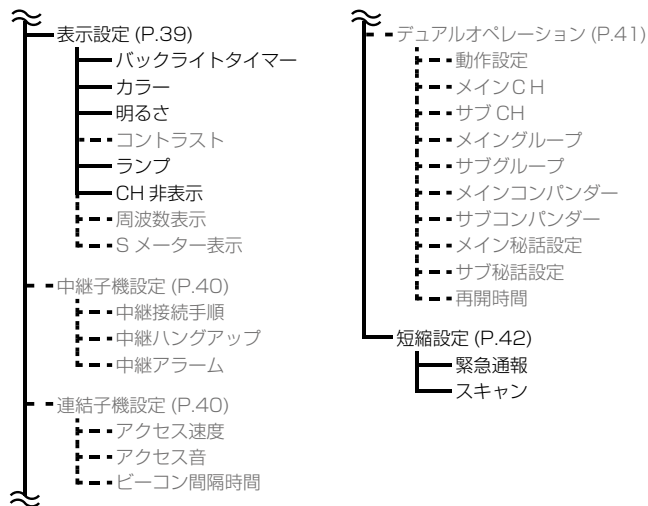 表示設定 (P.39)
バックライトタイマー
カラー
明るさ
コントラスト
ランプ
CH 非表示
周波数表示
S メーター表示
中継子機設定 (P.40)
中継接続手順
中継ハングアップ
中継アラーム
連結子機設定 (P.40)
アクセス速度
アクセス音
ビーコン間隔時間
デュアルオペレーション (P.41)
動作設定
メインＣＨ
サブ CH
メイングループ
サブグループ
メインコンパンダー
サブコンパンダー
メイン秘話設定
サブ秘話設定
再開時間
短縮設定 (P.42)
緊急通報
スキャン